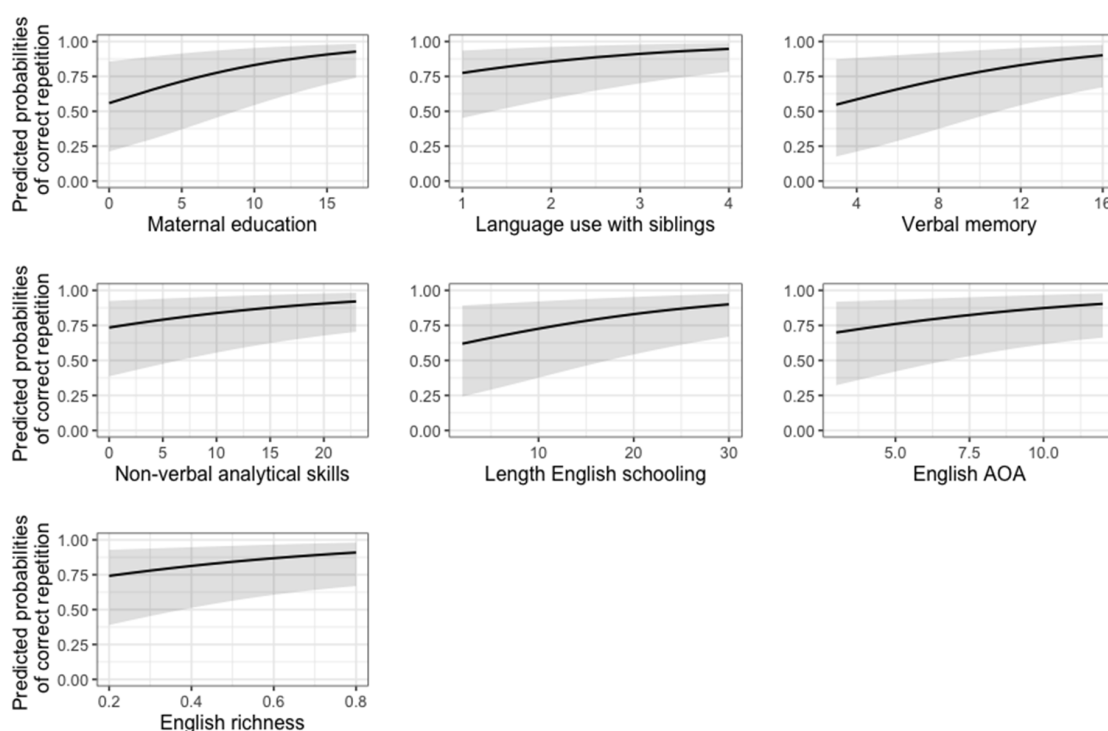 Predicted probabilities
of correct repetition
1.00
0.75
0.50
0.25
0.00
0 5 10 15
Maternal education
1.00
0.75
0.50
0.25
0.00
1 2 3 4
Language use with siblings
1.00
0.75
0.50
0.25
0.00
4 8 12 16
Verbal memory
Predicted probabilities
of correct repetition
1.00
0.75
0.50
0.25
0.00
0 5 10 15 20
Non-verbal analytical skills
1.00
0.75
0.50
0.25
0.00
10 20 30
Length English schooling
1.00
0.75
0.50
0.25
0.00
5.0 7.5 10.0
English AOA
Predicted probabilities
of correct repetition
1.00
0.75
0.50
0.25
0.00
0.2 0.4 0.6 0.8
English richness